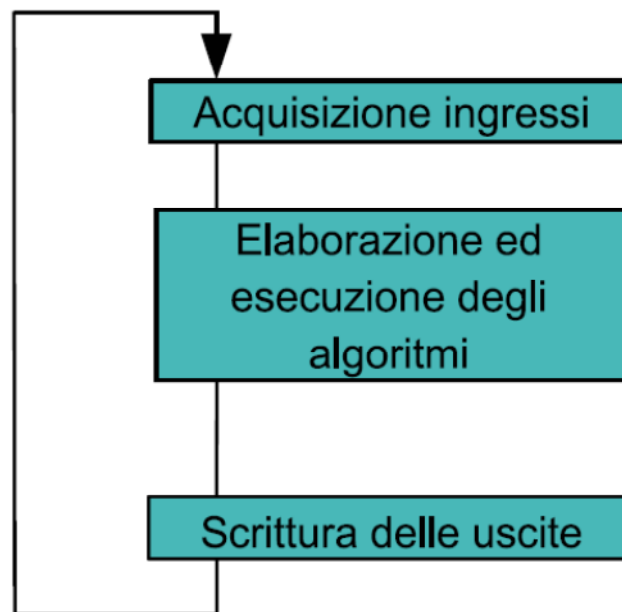 Acquisizione ingressi
Elaborazione ed
esecuzione degli
algoritmi
Scrittura delle uscite